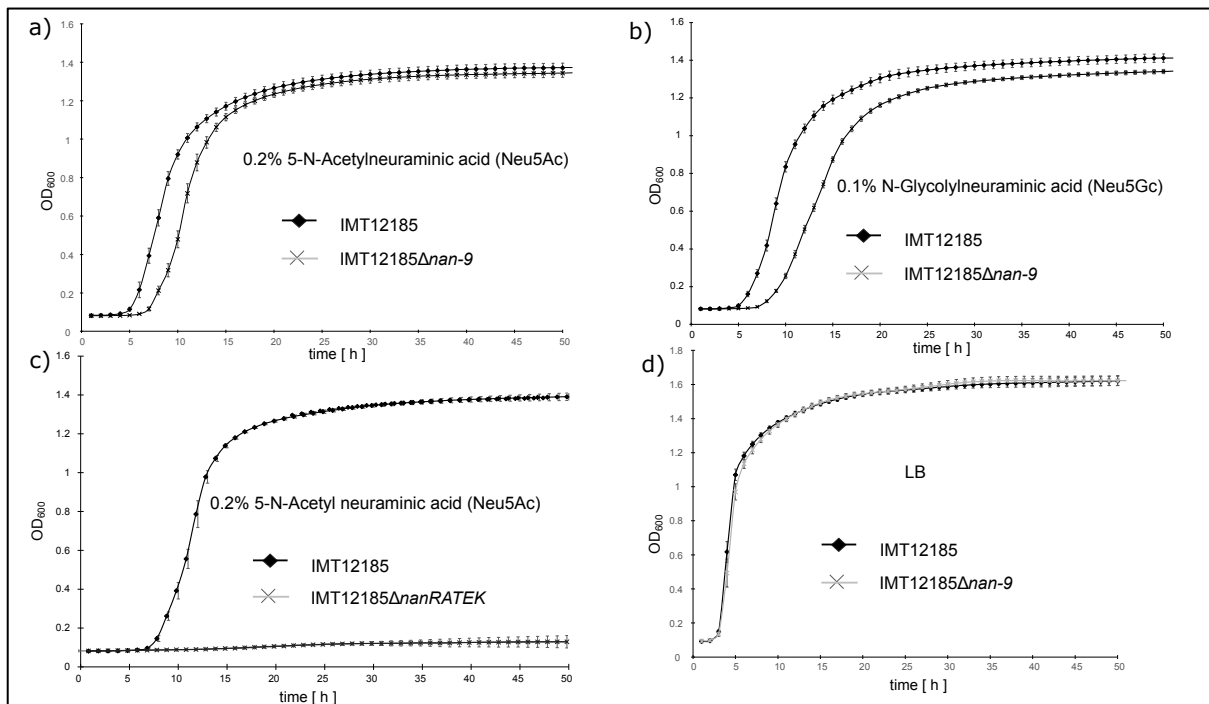 a)
1.6
1.4
1.2
1
0.8
0.6
0.4
0.2
0
OD600
0.2% 5-N-Acetylneuraminic acid (Neu5Ac)
IMT12185
IMT12185Δnan-9
0 5 10 15 20 25 30 35 40 45 50
time [ h ]
b)
1.6
1.4
1.2
1
0.8
0.6
0.4
0.2
0
OD600
0.1% N-Glycolylneuraminic acid (Neu5Gc)
IMT12185
IMT12185Δnan-9
0 5 10 15 20 25 30 35 40 45 50
time [ h ]
c)
1.6
1.4
1.2
1
0.8
0.6
0.4
0.2
0
OD600
0.2% 5-N-Acetyl neuraminic acid (Neu5Ac)
IMT12185
IMT12185ΔnanRATEK
0 5 10 15 20 25 30 35 40 45 50
time [ h ]
d)
1.8
1.6
1.4
1.2
1
0.8
0.6
0.4
0.2
0
OD600
LB
IMT12185
IMT12185Δnan-9
0 5 10 15 20 25 30 35 40 45 50
time [ h ]